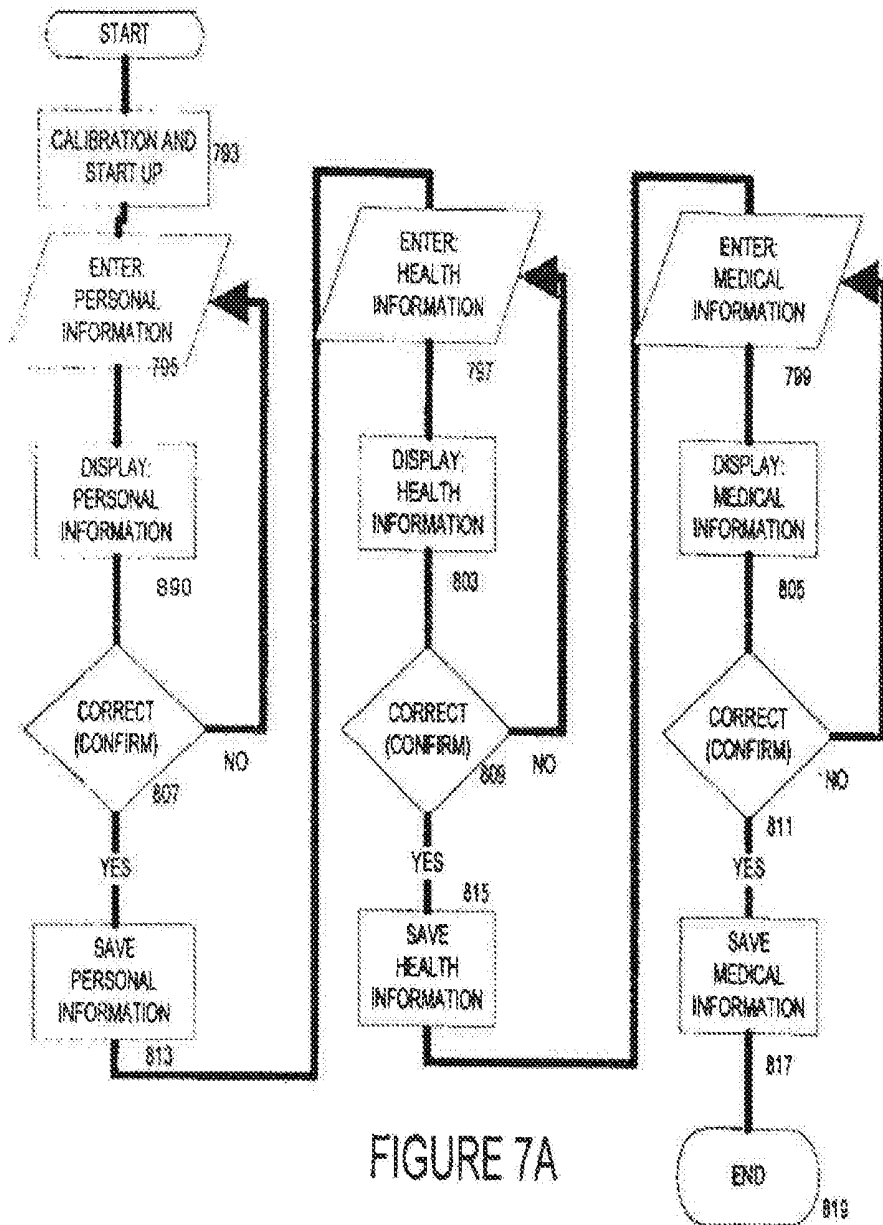 START
CALIBRATION AND
START UP
793
ENTER:
PERSONAL
INFORMATION
795
DISPLAY:
PERSONAL
INFORMATION
890
CORRECT
(CONFIRM)
NO
807
YES
SAVE
PERSONAL
INFORMATION
813
ENTER:
HEALTH
INFORMATION
797
DISPLAY:
HEALTH
INFORMATION
803
CORRECT
(CONFIRM)
809
NO
YES
815
SAVE
HEALTH
INFORMATION
ENTER:
MEDICAL
INFORMATION
799
DISPLAY:
MEDICAL
INFORMATION
805
CORRECT
(CONFIRM)
NO
811
YES
SAVE
MEDICAL
INFORMATION
817
END
819
FIGURE 7A